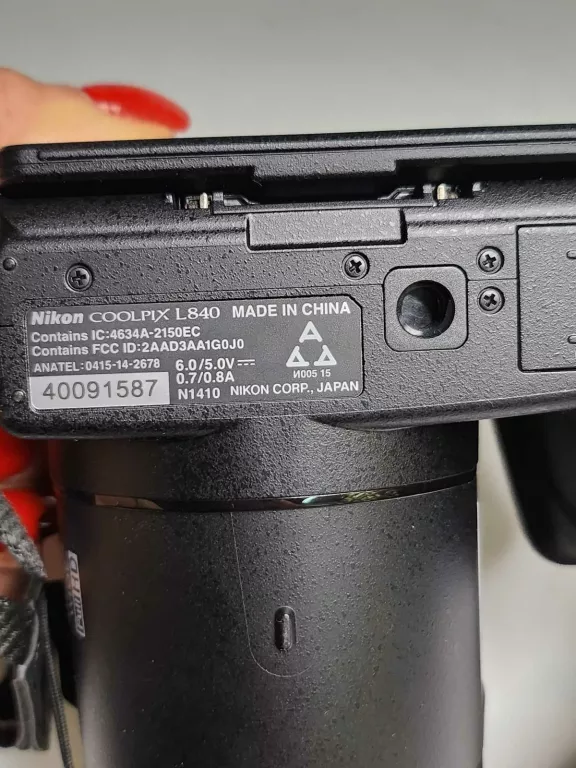 Nikon COOLPIX L840 MADE IN CHINA
Contains IC:4634A-2150EC
Contains FCC ID:2AAD3AA1G0J0
ANATEL:0415-14-2678
6.0/5.0V
0.7/0.8A
И005 15
40091587
N1410 NIKON CORP., JAPAN